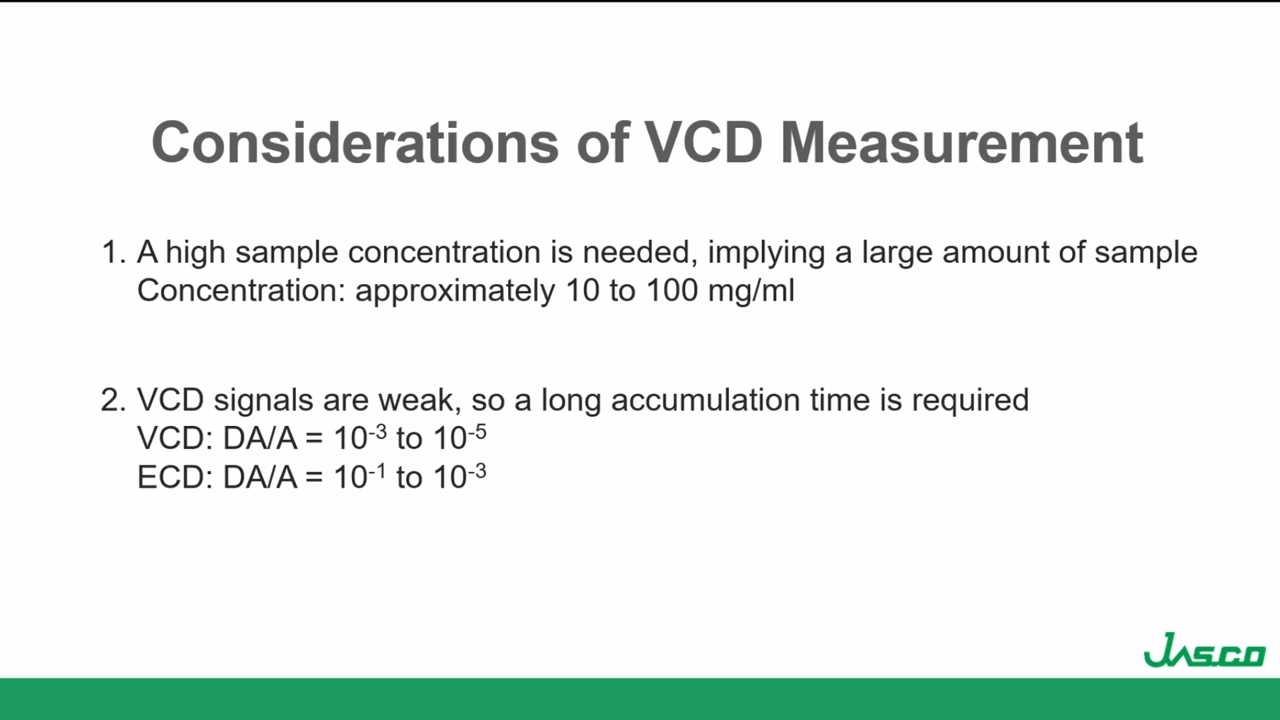 Considerations of VCD Measurement
1. A high sample concentration is needed, implying a large amount of sample
Concentration: approximately 10 to 100 mg/ml
2. VCD signals are weak, so a long accumulation time is required
VCD: DA/A = 10⁻³ to 10⁻⁵
ECD: DA/A = 10⁻¹ to 10⁻³
JASCO